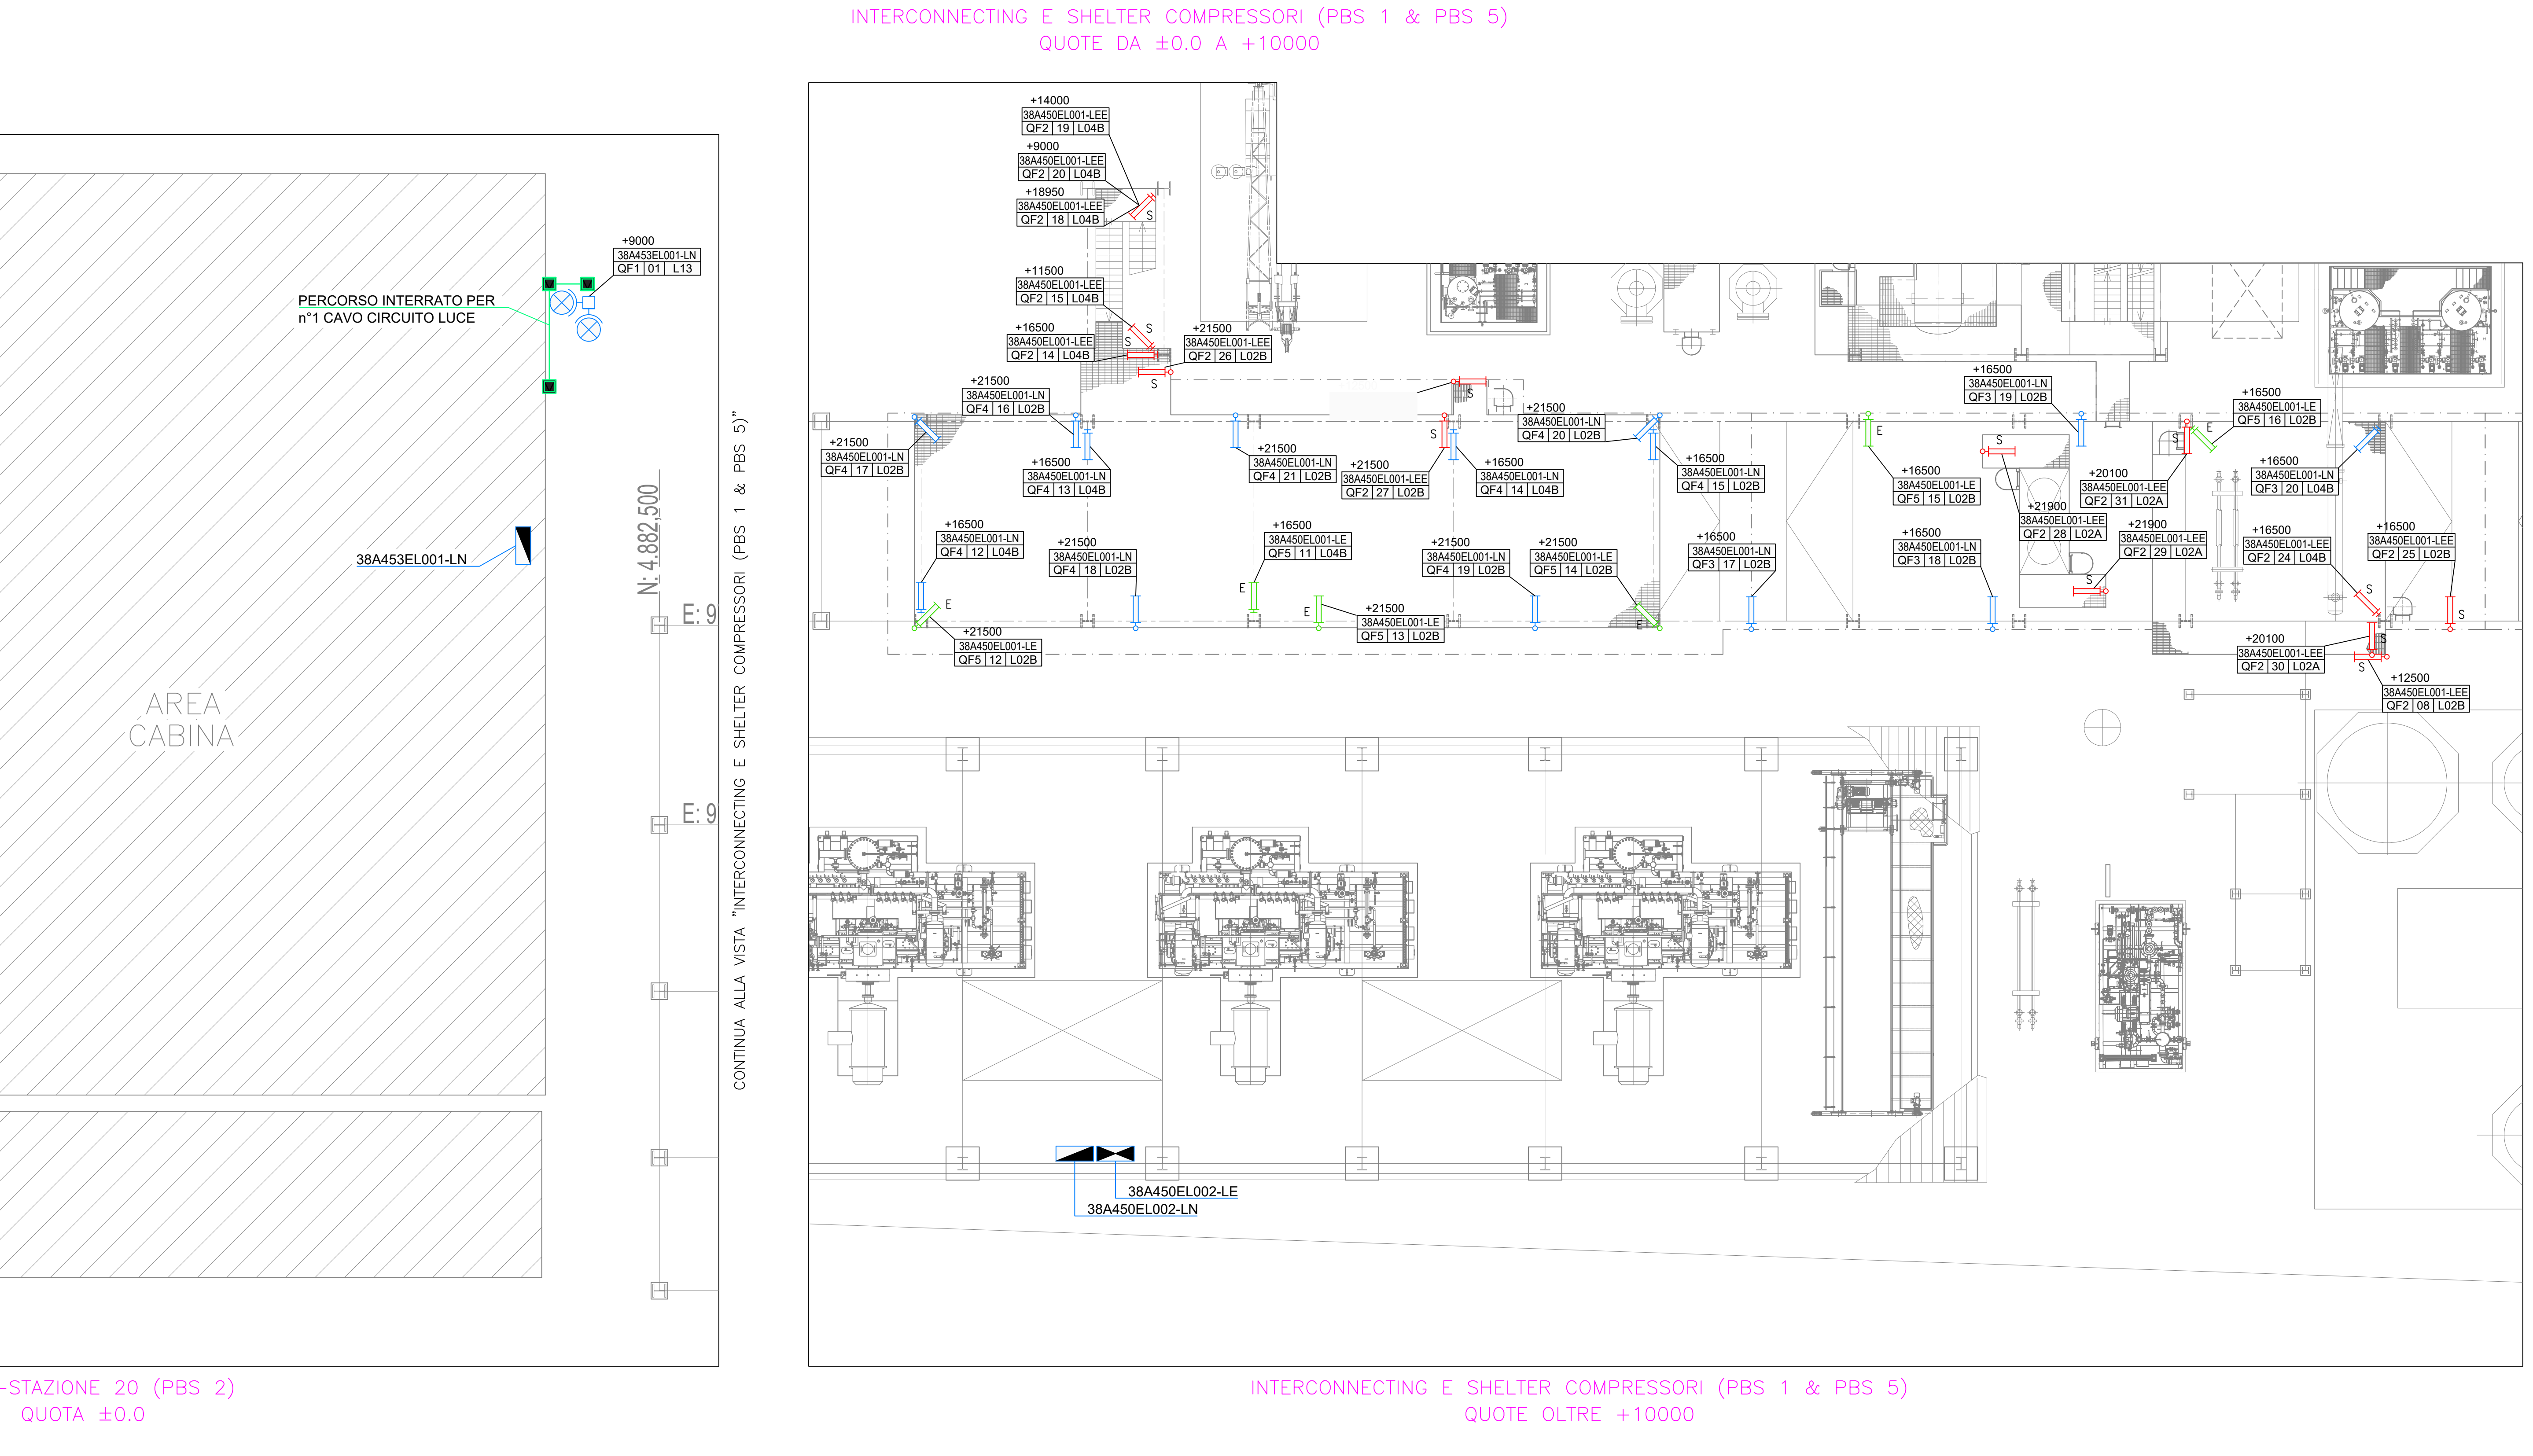 INTERCONNECTING E SHELTER COMPRESSORI (PBS 1 & PBS 5)
QUOTE DA ±0.0 A +10000
+9000
38A453EL001-LN
QF1 01 L13
PERCORSO INTERRATO PER
n°1 CAVO CIRCUITO LUCE
38A453EL001-LN
AREA
CABINA
N: 4.882,500
E: 9
E: 9
CONTINUA ALLA VISTA "INTERCONNECTING E SHELTER COMPRESSORI (PBS 1 & PBS 5)"
-STAZIONE 20 (PBS 2)
QUOTA ±0.0
+14000
38A450EL001-LEE
QF2 19 L04B
+9000
38A450EL001-LEE
QF2 20 L04B
+18950
38A450EL001-LEE
QF2 18 L04B
S
+11500
38A450EL001-LEE
QF2 15 L04B
S
+16500
38A450EL001-LEE
QF2 14 L04B
S
+21500
38A450EL001-LEE
QF2 26 L02B
S
S
+21500
38A450EL001-LN
QF4 16 L02B
+21500
38A450EL001-LN
QF4 17 L02B
+16500
38A450EL001-LN
QF4 13 L04B
+21500
38A450EL001-LN
QF4 21 L02B
S
+21500
38A450EL001-LEE
QF2 27 L02B
+16500
38A450EL001-LN
QF4 14 L04B
+21500
38A450EL001-LN
QF4 20 L02B
+16500
38A450EL001-LN
QF4 15 L02B
E
+16500
38A450EL001-LE
QF5 15 L02B
+16500
38A450EL001-LN
QF3 19 L02B
S
+21900
38A450EL001-LEE
QF2 28 L02A
S
+20100
38A450EL001-LEE
QF2 31 L02A
E
+16500
38A450EL001-LE
QF5 16 L02B
+16500
38A450EL001-LN
QF3 20 L04B
+16500
38A450EL001-LN
QF4 12 L04B
E
+21500
38A450EL001-LE
QF5 12 L02B
+21500
38A450EL001-LN
QF4 18 L02B
E
+16500
38A450EL001-LE
QF5 11 L04B
E
+21500
38A450EL001-LE
QF5 13 L02B
+21500
38A450EL001-LN
QF4 19 L02B
+21500
38A450EL001-LE
QF5 14 L02B
E
+16500
38A450EL001-LN
QF3 17 L02B
+16500
38A450EL001-LN
QF3 18 L02B
+21900
38A450EL001-LEE
QF2 29 L02A
S
+16500
38A450EL001-LEE
QF2 24 L04B
S
+16500
38A450EL001-LEE
QF2 25 L02B
S
+20100
38A450EL001-LEE
QF2 30 L02A
S
S
+12500
38A450EL001-LEE
QF2 08 L02B
38A450EL002-LE
38A450EL002-LN
INTERCONNECTING E SHELTER COMPRESSORI (PBS 1 & PBS 5)
QUOTE OLTRE +10000